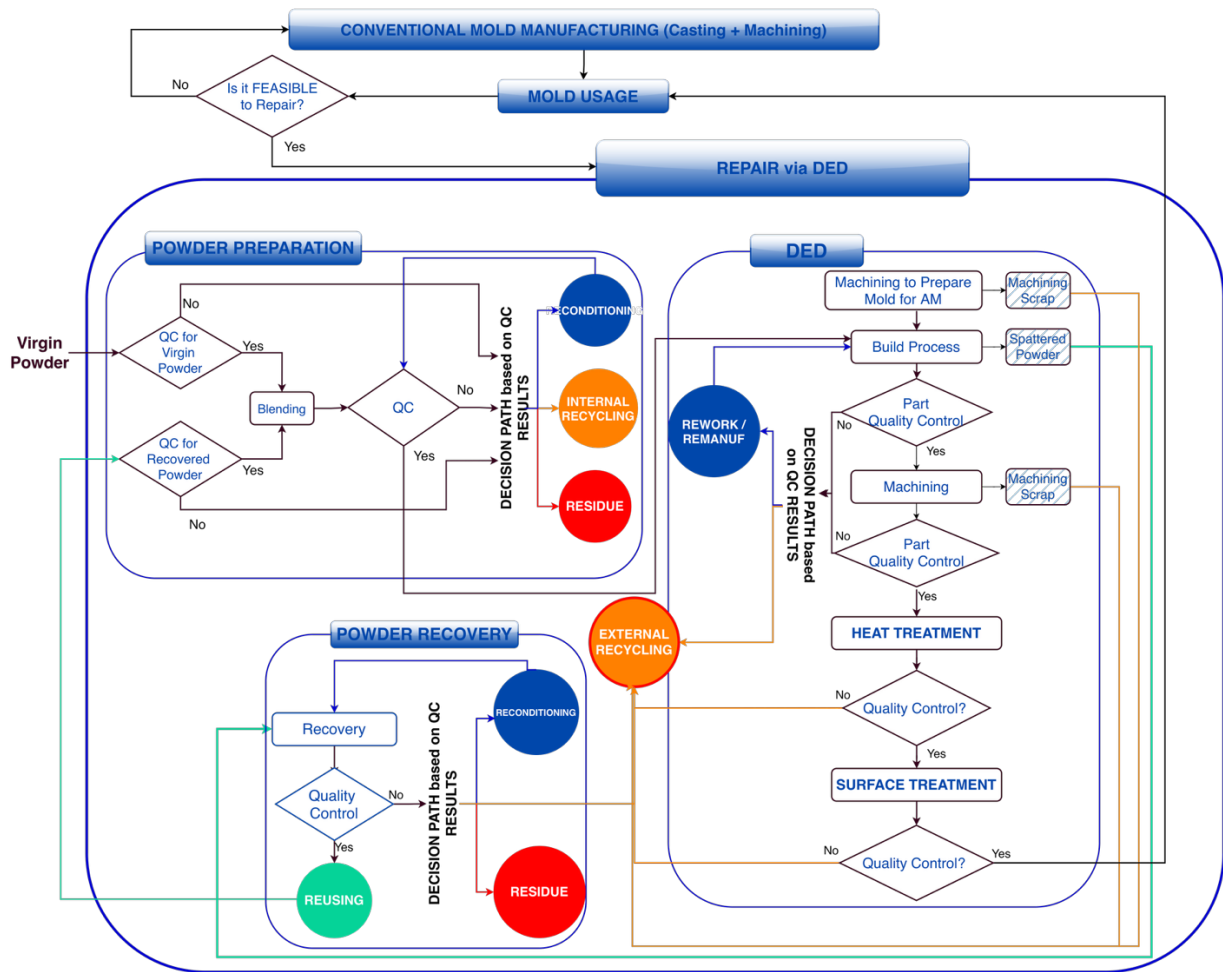 CONVENTIONAL MOLD MANUFACTURING (Casting + Machining)
No
Is it FEASIBLE
to Repair?
MOLD USAGE
Yes
REPAIR via DED
POWDER PREPARATION
No
Virgin
Powder
QC for
Virgin
Powder
Yes
Blending
QC for
Recovered
Powder
Yes
No
QC
No
Yes
DECISION PATH based on QC
RESULTS
RECONDITIONING
INTERNAL
RECYCLING
RESIDUE
DED
Machining to Prepare
Mold for AM
Machining
Scrap
Build Process
Spattered
Powder
Part
Quality Control
No
Yes
REWORK /
REMANUF
DECISION PATH based
on QC RESULTS
Machining
Machining
Scrap
No
Part
Quality Control
Yes
HEAT TREATMENT
No
Quality Control?
Yes
SURFACE TREATMENT
No
Quality Control?
Yes
EXTERNAL
RECYCLING
POWDER RECOVERY
Recovery
Quality
Control
No
Yes
REUSING
DECISION PATH based on QC
RESULTS
RECONDITIONING
RESIDUE